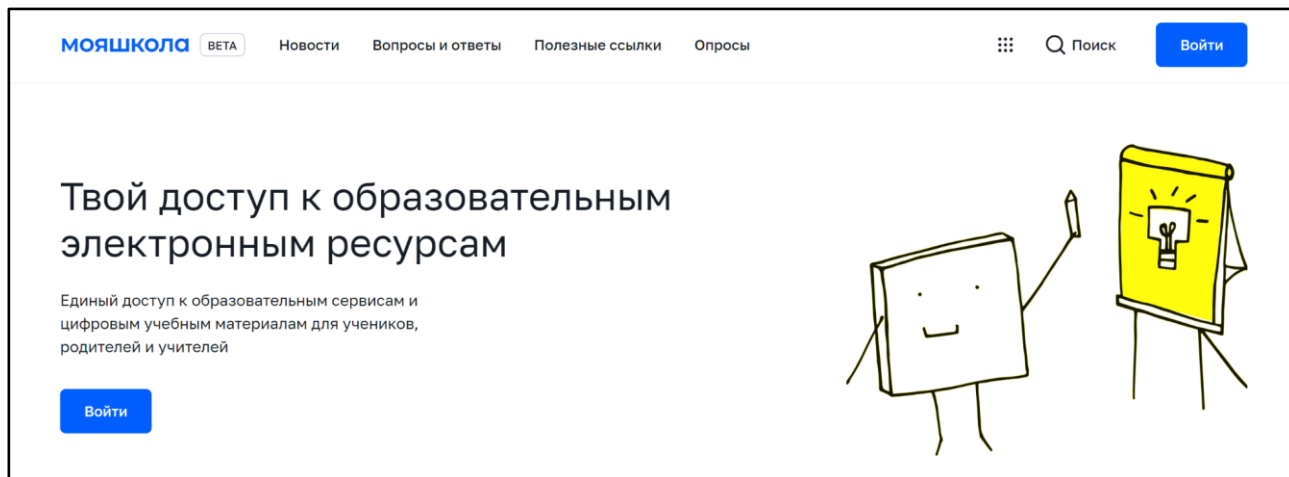 мояшкола BETA Новости Вопросы и ответы Полезные ссылки Опросы Поиск Войти
Твой доступ к образовательным
электронным ресурсам
Единый доступ к образовательным сервисам и
цифровым учебным материалам для учеников,
родителей и учителей
Войти